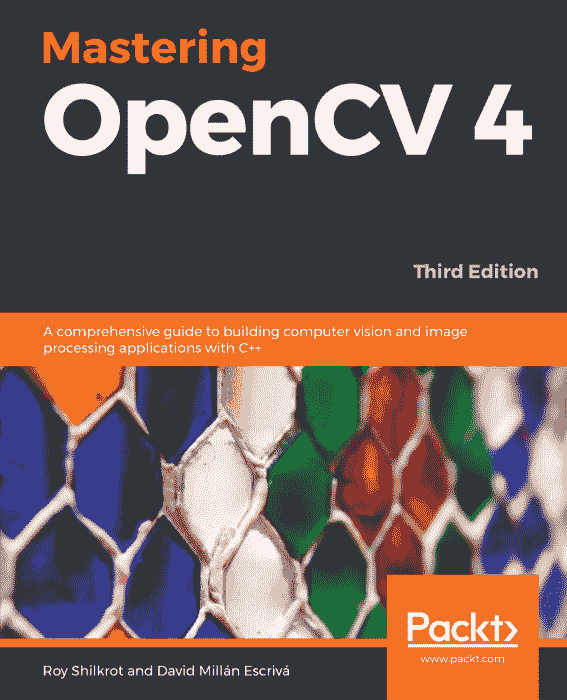 Mastering
OpenCV 4
Third Edition
A comprehensive guide to building computer vision and image
processing applications with C++
Packt>
www.packt.com
Roy Shilkrot and David Millán Escrivá